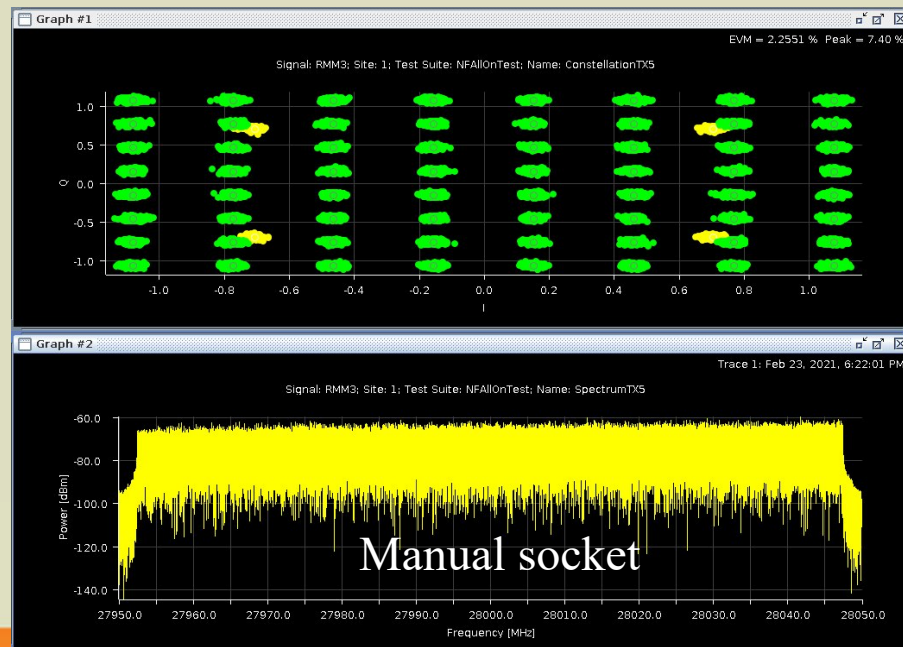 Graph #1
EVM = 2.2551 % Peak = 7.40 %
Signal: RMM3; Site: 1; Test Suite: NFAllOnTest; Name: ConstellationTX5
1.0
0.5
0.0
-0.5
-1.0
Q
-1.0 -0.8 -0.6 -0.4 -0.2 0.0 0.2 0.4 0.6 0.8 1.0
I
Graph #2
Trace 1: Feb 23, 2021, 6:22:01 PM
Signal: RMM3; Site: 1; Test Suite: NFAllOnTest; Name: SpectrumTX5
-60.0
-80.0
-100.0
-120.0
-140.0
Power [dBm]
Manual socket
27950.0 27960.0 27970.0 27980.0 27990.0 28000.0 28010.0 28020.0 28030.0 28040.0 28050.0
Frequency [MHz]